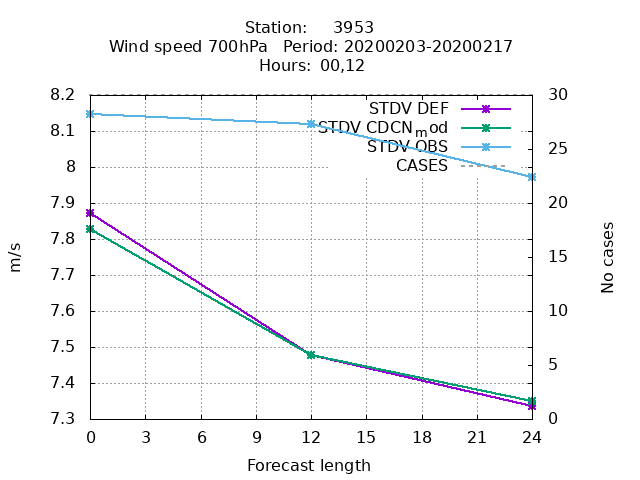 Station: 3953
Wind speed 700hPa Period: 20200203-20200217
Hours: 00,12
8.2
8.1
8
7.9
7.8
7.7
7.6
7.5
7.4
7.3
m/s
STDV DEF
STDV CDCNmod
STDV OBS
CASES
30
25
20
15
10
5
0
No cases
0 3 6 9 12 15 18 21 24
Forecast length